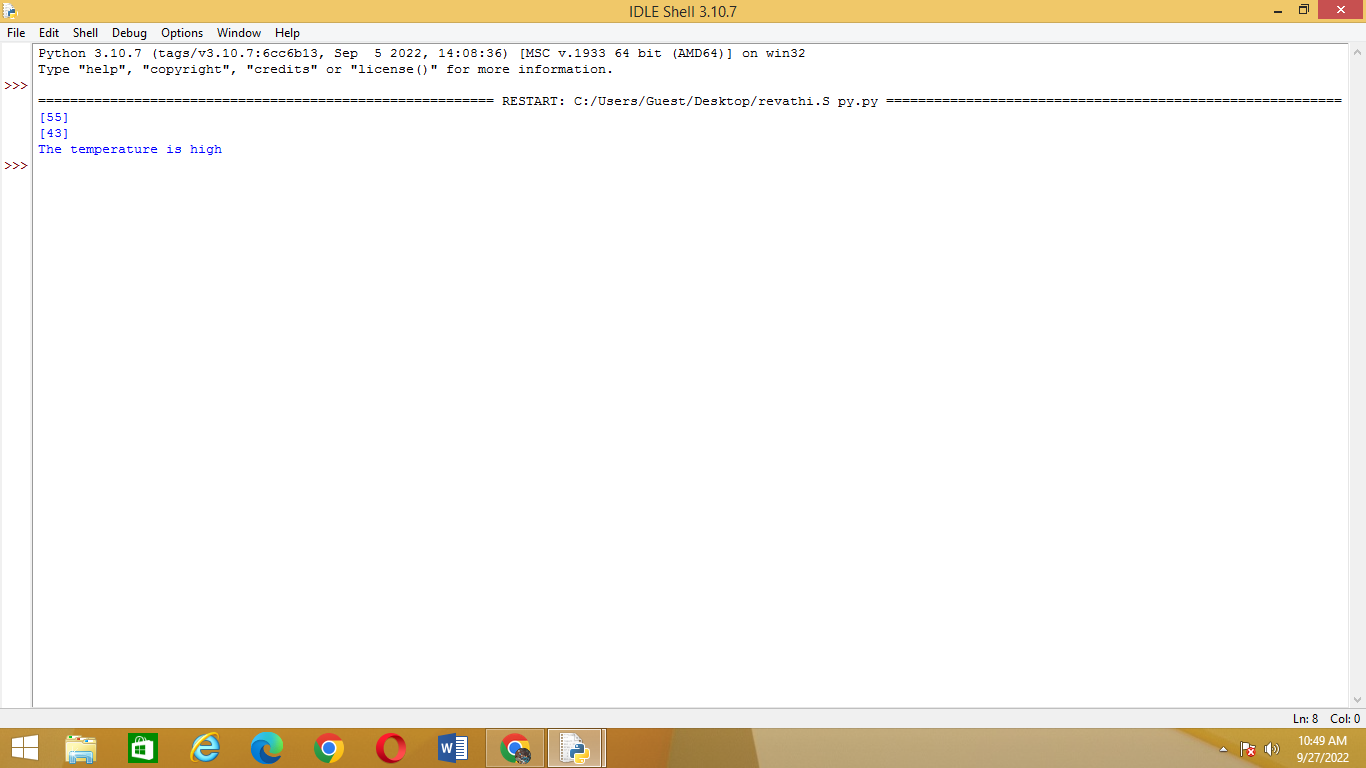 IDLE Shell 3.10.7
File Edit Shell Debug Options Window Help
Python 3.10.7 (tags/v3.10.7:6cc6b13, Sep  5 2022, 14:08:36) [MSC v.1933 64 bit (AMD64)] on win32
Type "help", "copyright", "credits" or "license()" for more information.
>>>
========================================================= RESTART: C:/Users/Guest/Desktop/revathi.S py.py =========================================================
[55]
[43]
The temperature is high
>>>
Ln: 8 Col: 0
10:49 AM
9/27/2022